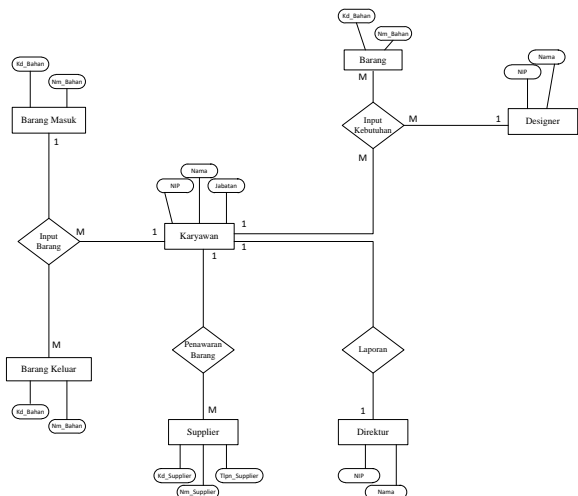 Kd_Bahan
Nm_Bahan
Barang
M
Nama
NIP
Designer
Input
Kebutuhan
M
1
M
Kd_Bahan
Nm_Bahan
Barang Masuk
1
Nama
NIP
Jabatan
Karyawan
1
1
1
1
Input
Barang
M
M
Barang Keluar
Kd_Bahan
Nm_Bahan
Penawaran
Barang
M
Supplier
Kd_Supplier
Tlpn_Supplier
Nm_Supplier
Laporan
1
Direktur
NIP
Nama